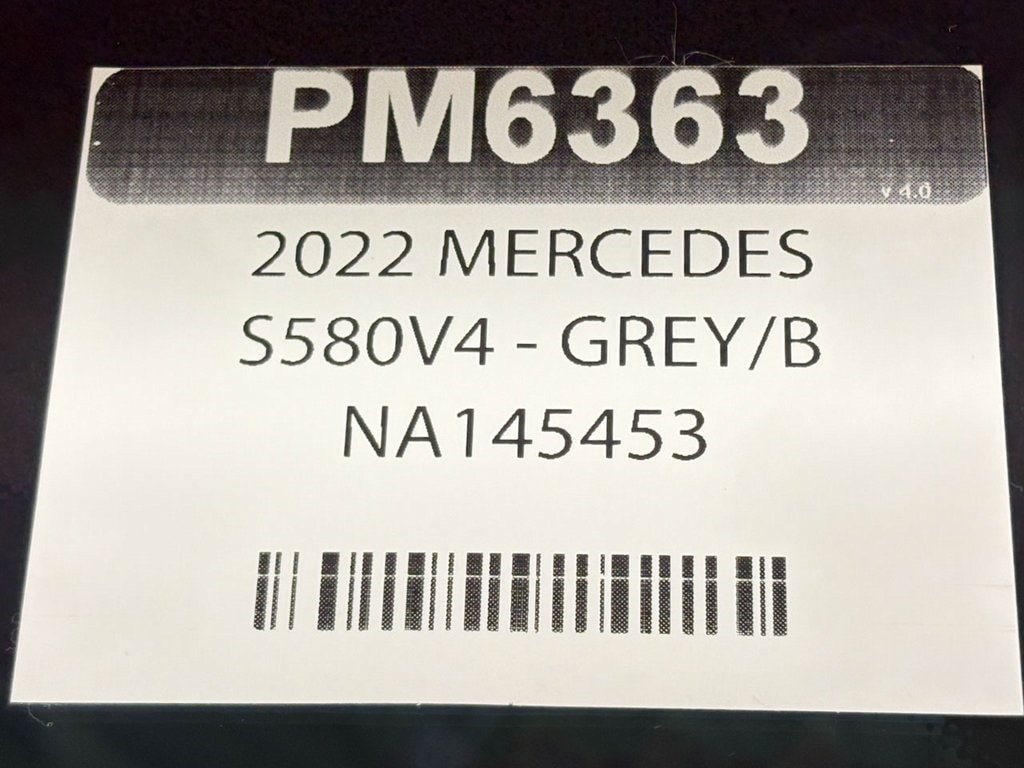 PM6363
v 4.0
2022 MERCEDES
S580V4 - GREY/B
NA145453